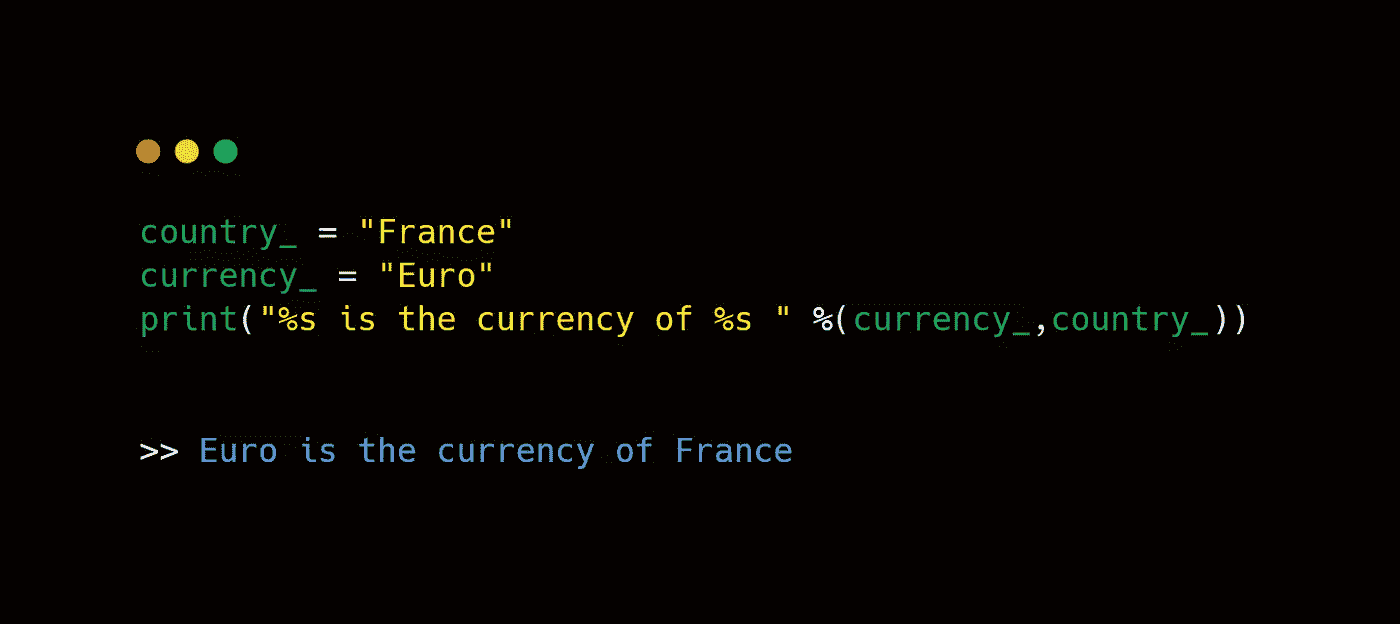 country_ = "France"
currency_ = "Euro"
print("%s is the currency of %s " %(currency_,country_))
>> Euro is the currency of France